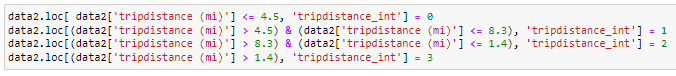 data2.loc[ data2['tripdistance (mi)'] <= 4.5, 'tripdistance_int'] = 0
data2.loc[(data2['tripdistance (mi)'] > 4.5) & (data2['tripdistance (mi)'] <= 8.3), 'tripdistance_int'] = 1
data2.loc[(data2['tripdistance (mi)'] > 8.3) & (data2['tripdistance (mi)'] <= 1.4), 'tripdistance_int'] = 2
data2.loc[(data2['tripdistance (mi)'] > 1.4), 'tripdistance_int'] = 3